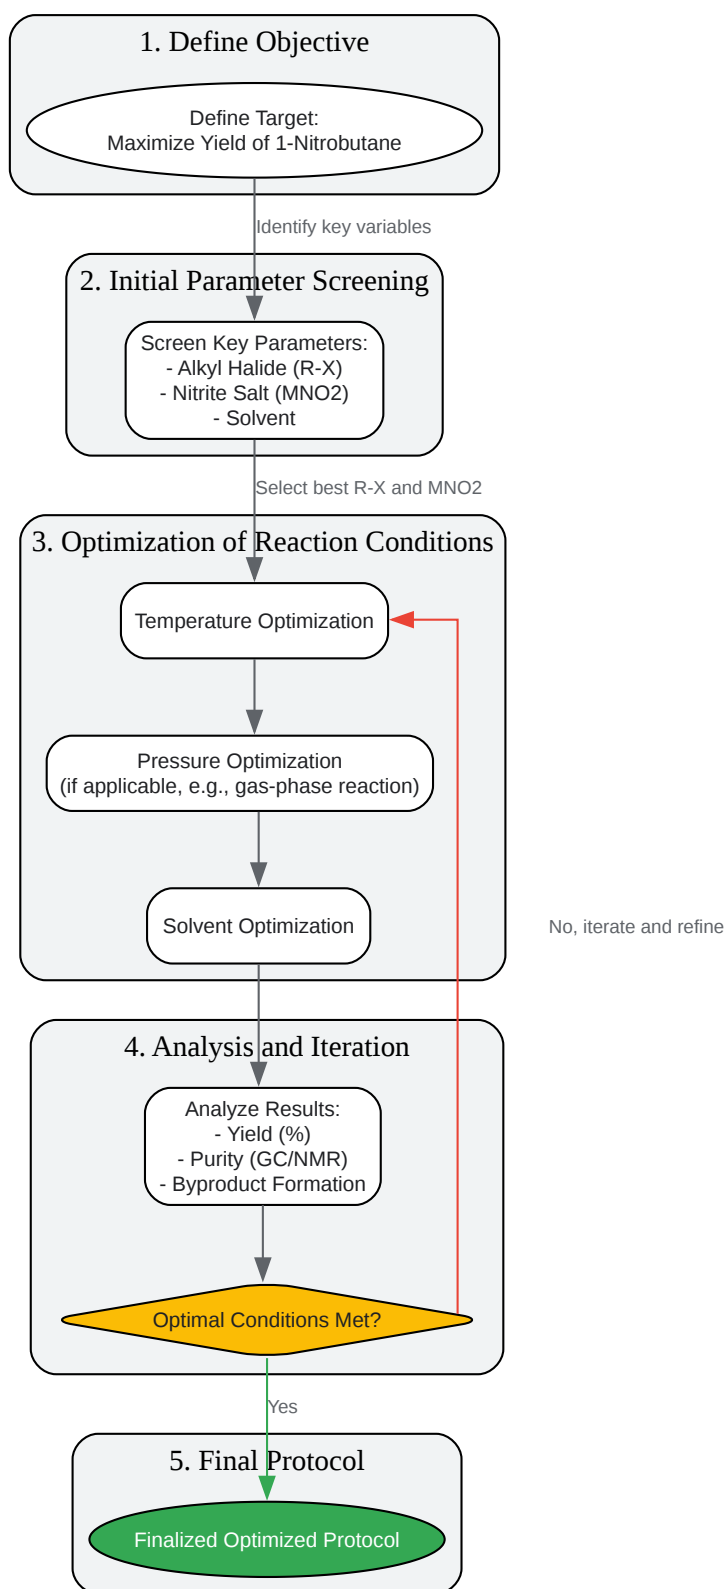 1. Define Objective
Define Target:
Maximize Yield of 1-Nitrobutane
Identify key variables
2. Initial Parameter Screening
Screen Key Parameters:
- Alkyl Halide (R-X)
- Nitrite Salt (MNO2)
- Solvent
Select best R-X and MNO2
3. Optimization of Reaction Conditions
Temperature Optimization
Pressure Optimization
(if applicable, e.g., gas-phase reaction)
Solvent Optimization
No, iterate and refine
4. Analysis and Iteration
Analyze Results:
- Yield (%)
- Purity (GC/NMR)
- Byproduct Formation
Optimal Conditions Met?
Yes
5. Final Protocol
Finalized Optimized Protocol